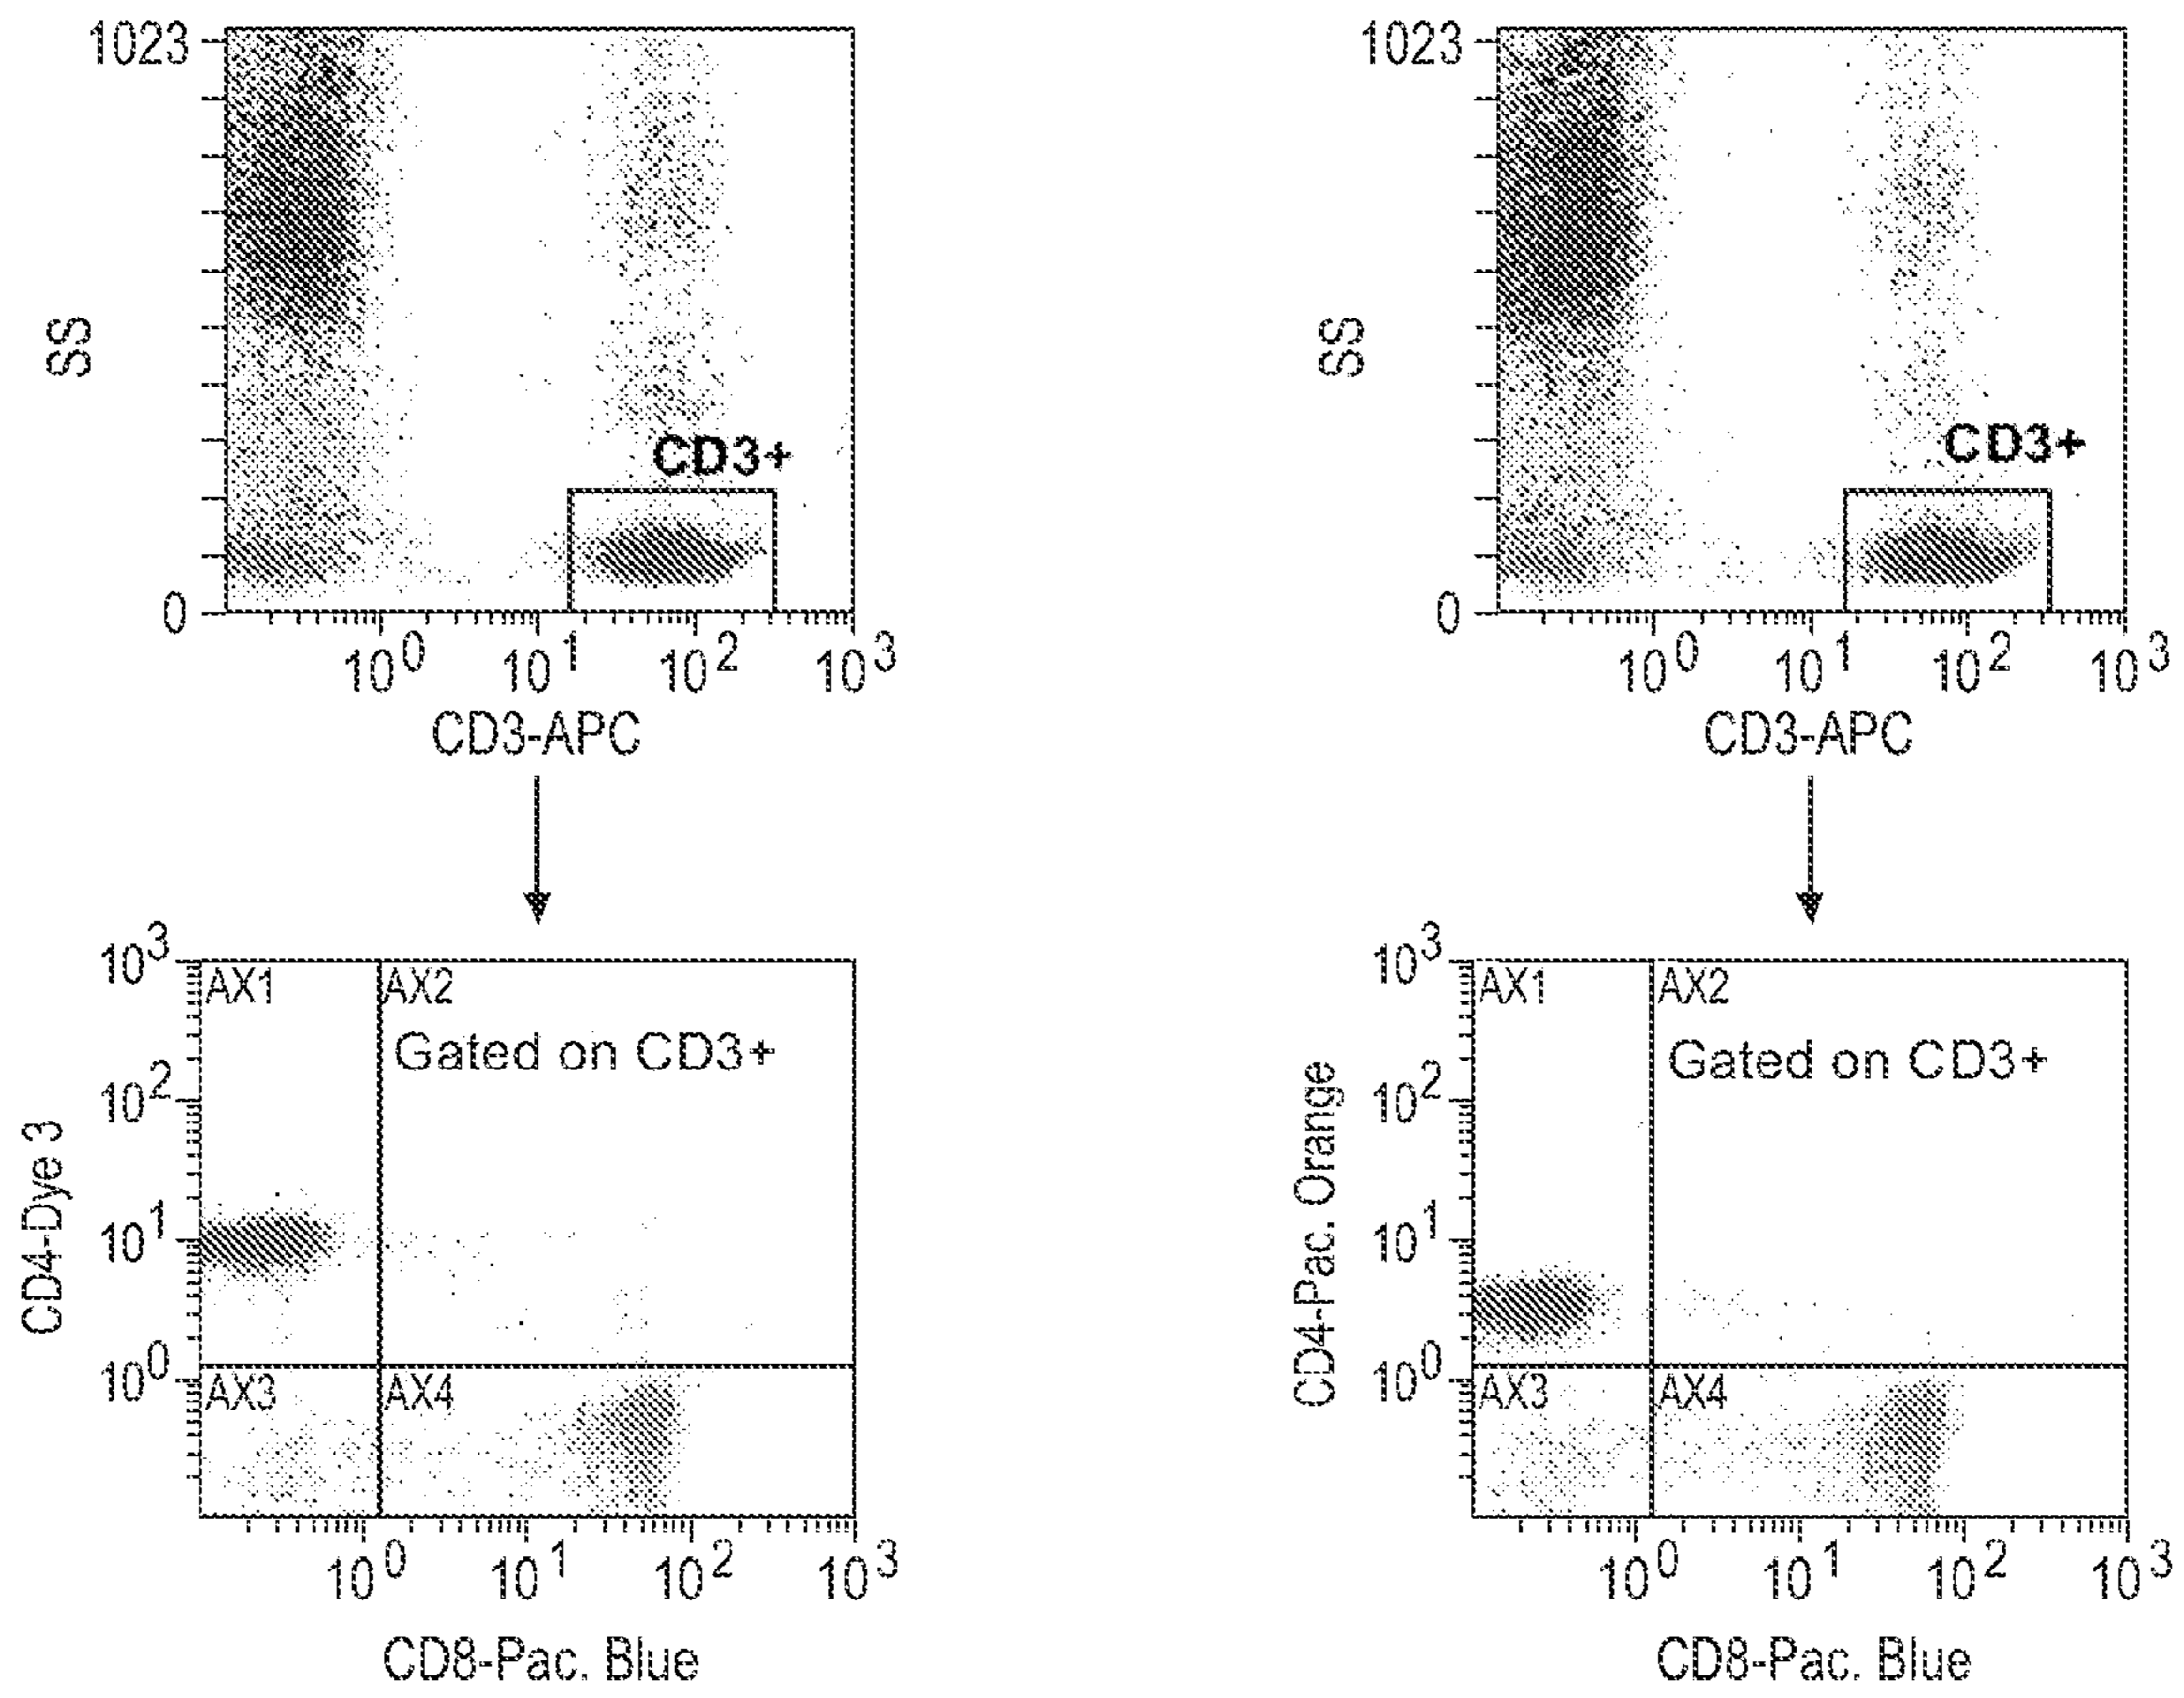 1023
SS
CD3+
0
10^0 10^1 10^2 10^3
CD3-APC
1023
SS
CD3+
0
10^0 10^1 10^2 10^3
CD3-APC
10^3
10^2
10^1
10^0
CD4-Dye 3
AX1 AX2
Gated on CD3+
AX3 AX4
10^0 10^1 10^2 10^3
CD8-Pac. Blue
10^3
10^2
10^1
10^0
CD4-Pac. Orange
AX1 AX2
Gated on CD3+
AX3 AX4
10^0 10^1 10^2 10^3
CD8-Pac. Blue